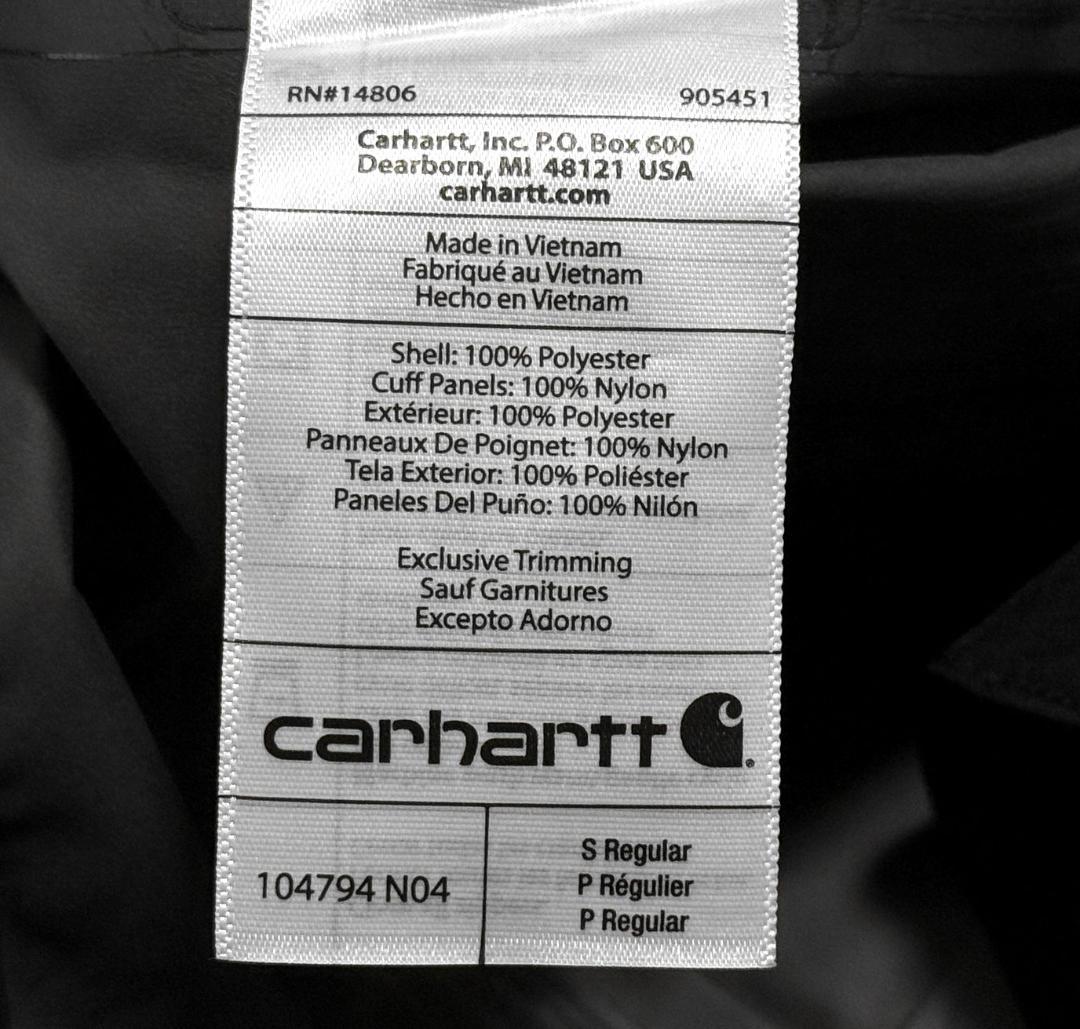 RN#14806 905451
Carhartt, Inc. P.O. Box 600
Dearborn, MI 48121 USA
carhartt.com
Made in Vietnam
Fabriqué au Vietnam
Hecho en Vietnam
Shell: 100% Polyester
Cuff Panels: 100% Nylon
Extérieur: 100% Polyester
Panneaux De Poignet: 100% Nylon
Tela Exterior: 100% Poliéster
Paneles Del Puño: 100% Nilón
Exclusive Trimming
Sauf Garnitures
Excepto Adorno
carhartt
104794 N04
S Regular
P Régulier
P Regular